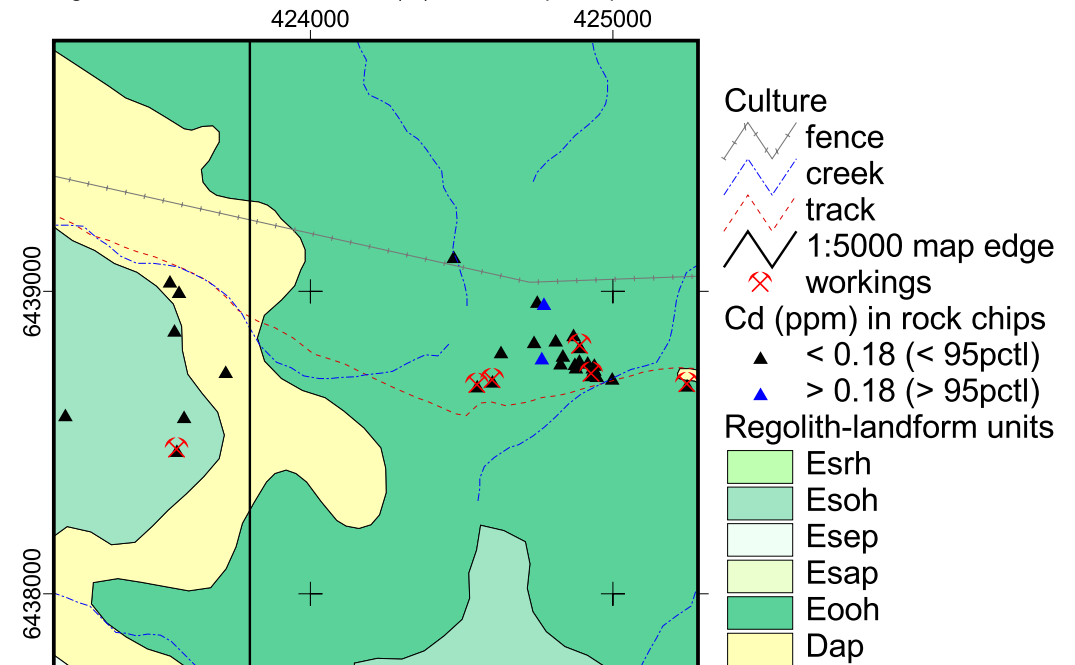 424000 425000
6439000
6438000
Culture
fence
creek
track
1:5000 map edge
workings
Cd (ppm) in rock chips
< 0.18 (< 95pctl)
> 0.18 (> 95pctl)
Regolith-landform units
Esrh
Esoh
Esep
Esap
Eooh
Dap